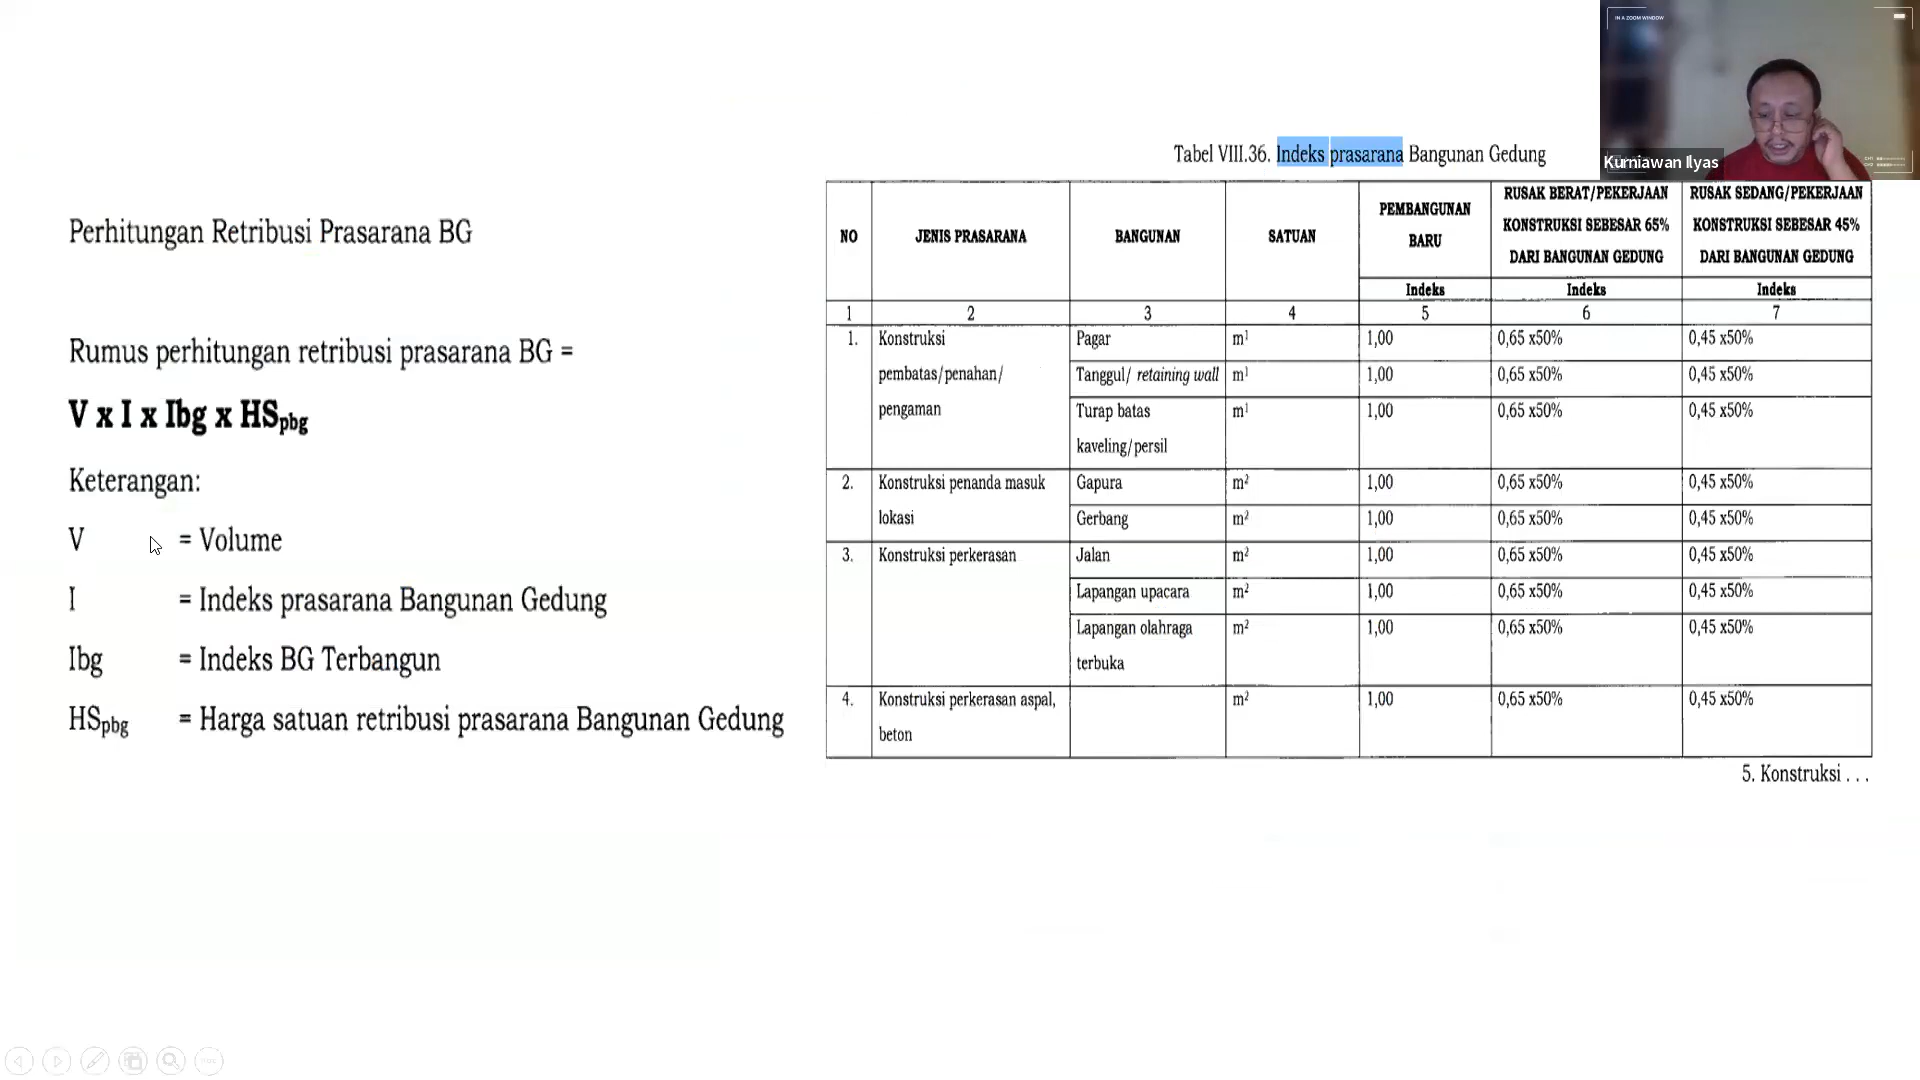 IN A ZOOM WINDOW
Kurniawan Ilyas
Perhitungan Retribusi Prasarana BG
Rumus perhitungan retribusi prasarana BG =
V x I x Ibg x HSpbg
Keterangan:
V = Volume
I = Indeks prasarana Bangunan Gedung
Ibg = Indeks BG Terbangun
HSpbg = Harga satuan retribusi prasarana Bangunan Gedung
Tabel VIII.36. Indeks prasarana Bangunan Gedung
NO JENIS PRASARANA BANGUNAN SATUAN PEMBANGUNAN BARU RUSAK BERAT/PEKERJAAN KONSTRUKSI SEBESAR 65% DARI BANGUNAN GEDUNG RUSAK SEDANG/PEKERJAAN KONSTRUKSI SEBESAR 45% DARI BANGUNAN GEDUNG
Indeks Indeks Indeks
1 2 3 4 5 6 7
1. Konstruksi pembatas/penahan/ pengaman Pagar m¹ 1,00 0,65 x50% 0,45 x50%
Tanggul/ retaining wall m¹ 1,00 0,65 x50% 0,45 x50%
Turap batas kaveling/persil m¹ 1,00 0,65 x50% 0,45 x50%
2. Konstruksi penanda masuk lokasi Gapura m² 1,00 0,65 x50% 0,45 x50%
Gerbang m² 1,00 0,65 x50% 0,45 x50%
3. Konstruksi perkerasan Jalan m² 1,00 0,65 x50% 0,45 x50%
Lapangan upacara m² 1,00 0,65 x50% 0,45 x50%
Lapangan olahraga terbuka m² 1,00 0,65 x50% 0,45 x50%
4. Konstruksi perkerasan aspal, beton m² 1,00 0,65 x50% 0,45 x50%
5. Konstruksi . . .